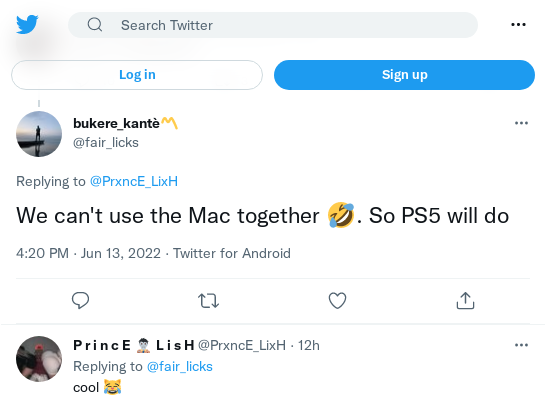 Search Twitter
Log in
Sign up
bukere_kantè〽️
@fair_licks
Replying to @PrxncE_LixH
We can't use the Mac together 🤣. So PS5 will do
4:20 PM · Jun 13, 2022 · Twitter for Android
P r i n c E 👨🏻‍⚕️ L i s H @PrxncE_LixH · 12h
Replying to @fair_licks
cool 😹